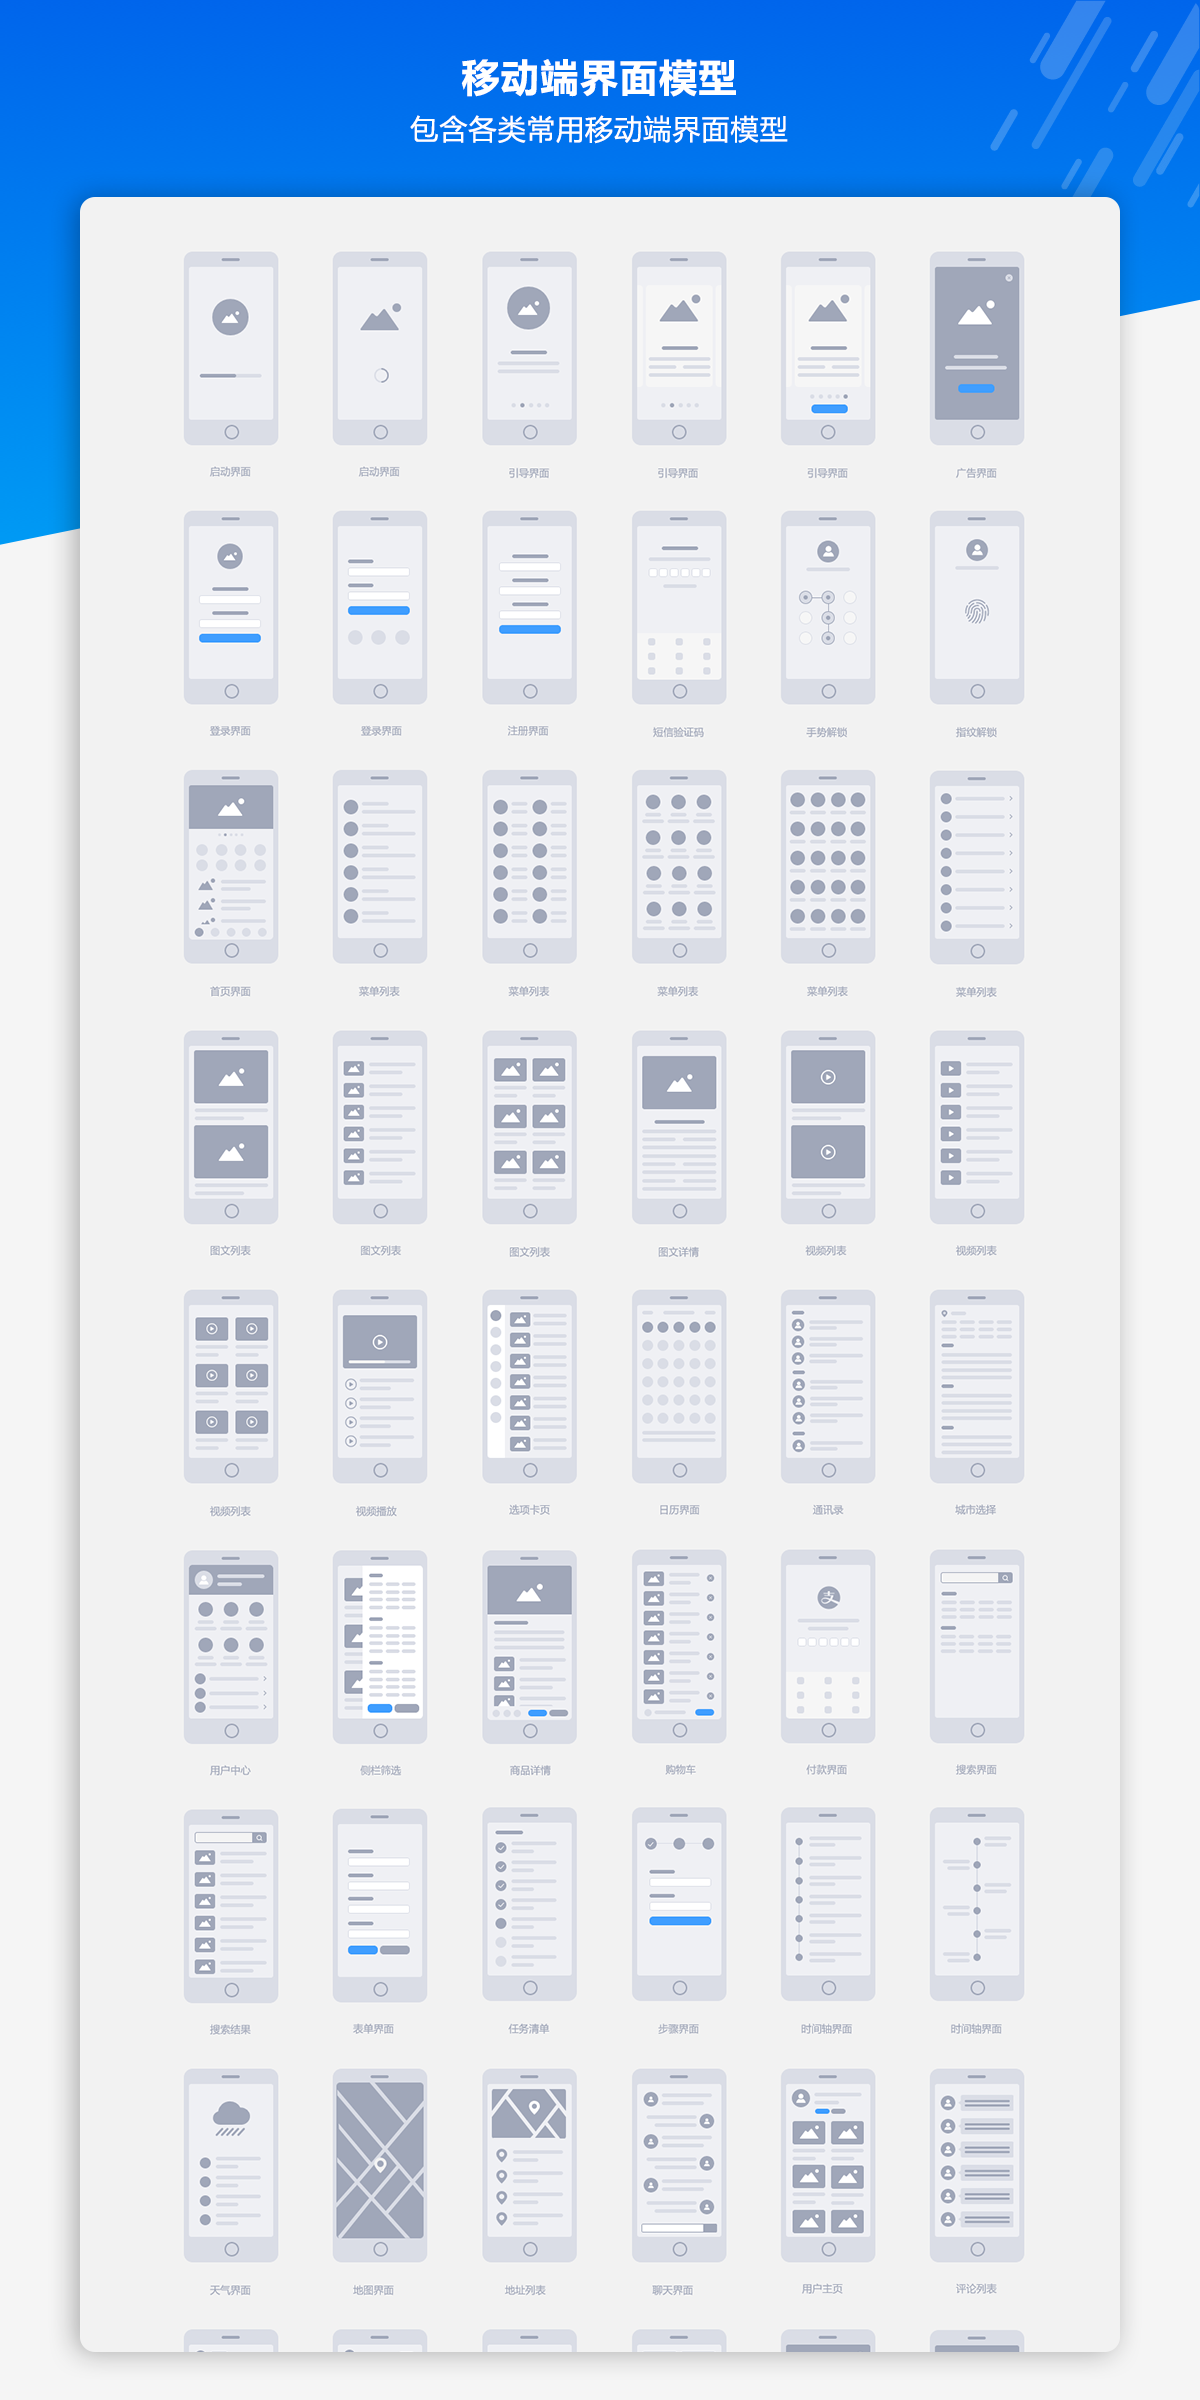 移动端界面模型
包含各类常用移动端界面模型
启动界面 启动界面 引导界面 引导界面 引导界面 广告界面
登录界面 登录界面 注册界面 短信验证码 手势解锁 指纹解锁
首页界面 菜单列表 菜单列表 菜单列表 菜单列表 菜单列表
图文列表 图文列表 图文列表 图文详情 视频列表 视频列表
视频列表 视频播放 选项卡页 日历界面 通讯录 城市选择
支
用户中心 侧栏筛选 商品详情 购物车 付款界面 搜索界面
搜索结果 表单界面 任务清单 步骤界面 时间轴界面 时间轴界面
天气界面 地图界面 地址列表 聊天界面 用户主页 评论列表